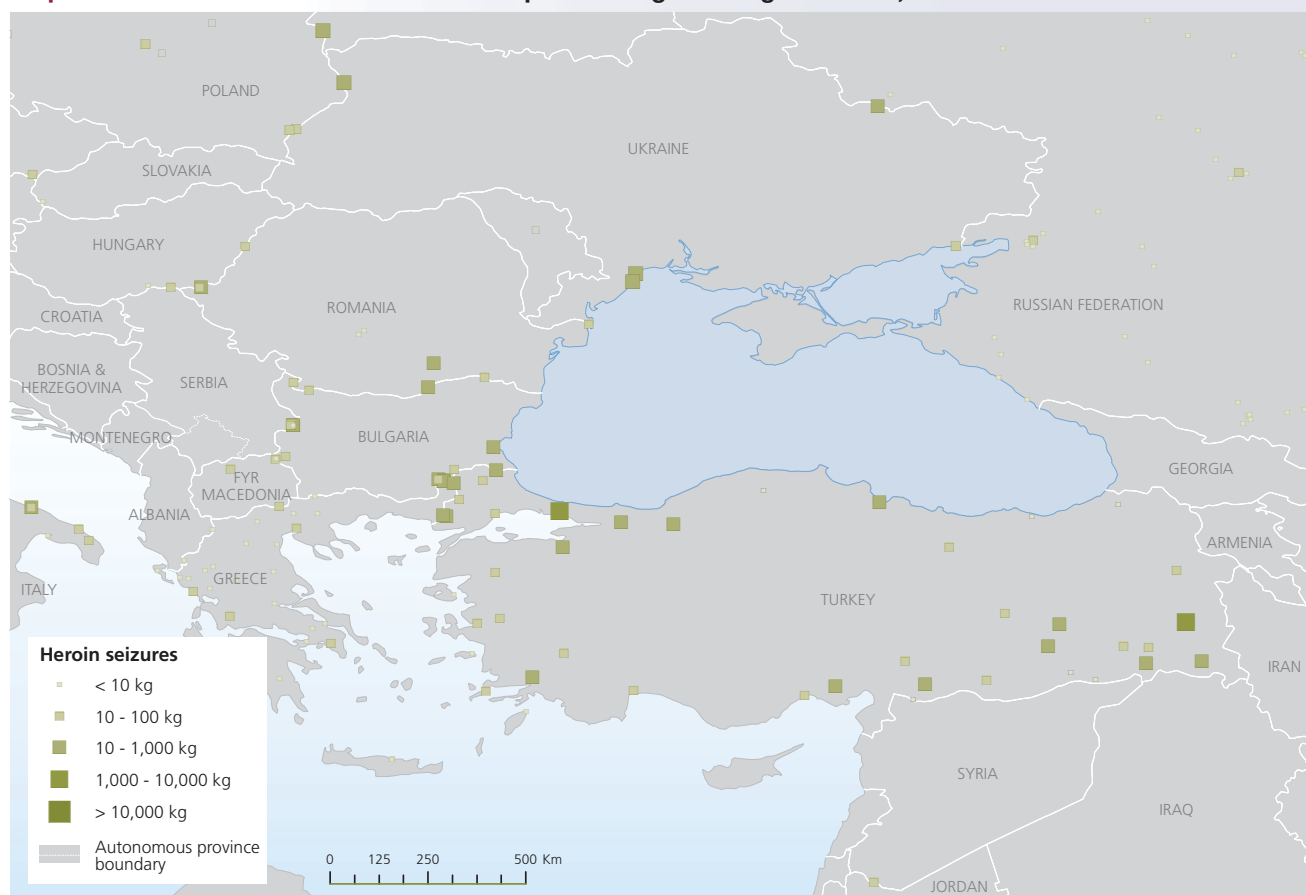 POLAND
UKRAINE
SLOVAKIA
HUNGARY
ROMANIA
RUSSIAN FEDERATION
CROATIA
BOSNIA &
HERZEGOVINA
SERBIA
MONTENEGRO
BULGARIA
GEORGIA
FYR
MACEDONIA
ALBANIA
ARMENIA
ITALY
GREECE
TURKEY
IRAN
SYRIA
IRAQ
JORDAN
Heroin seizures
< 10 kg
10 - 100 kg
10 - 1,000 kg
1,000 - 10,000 kg
> 10,000 kg
Autonomous province
boundary
0 125 250 500 Km